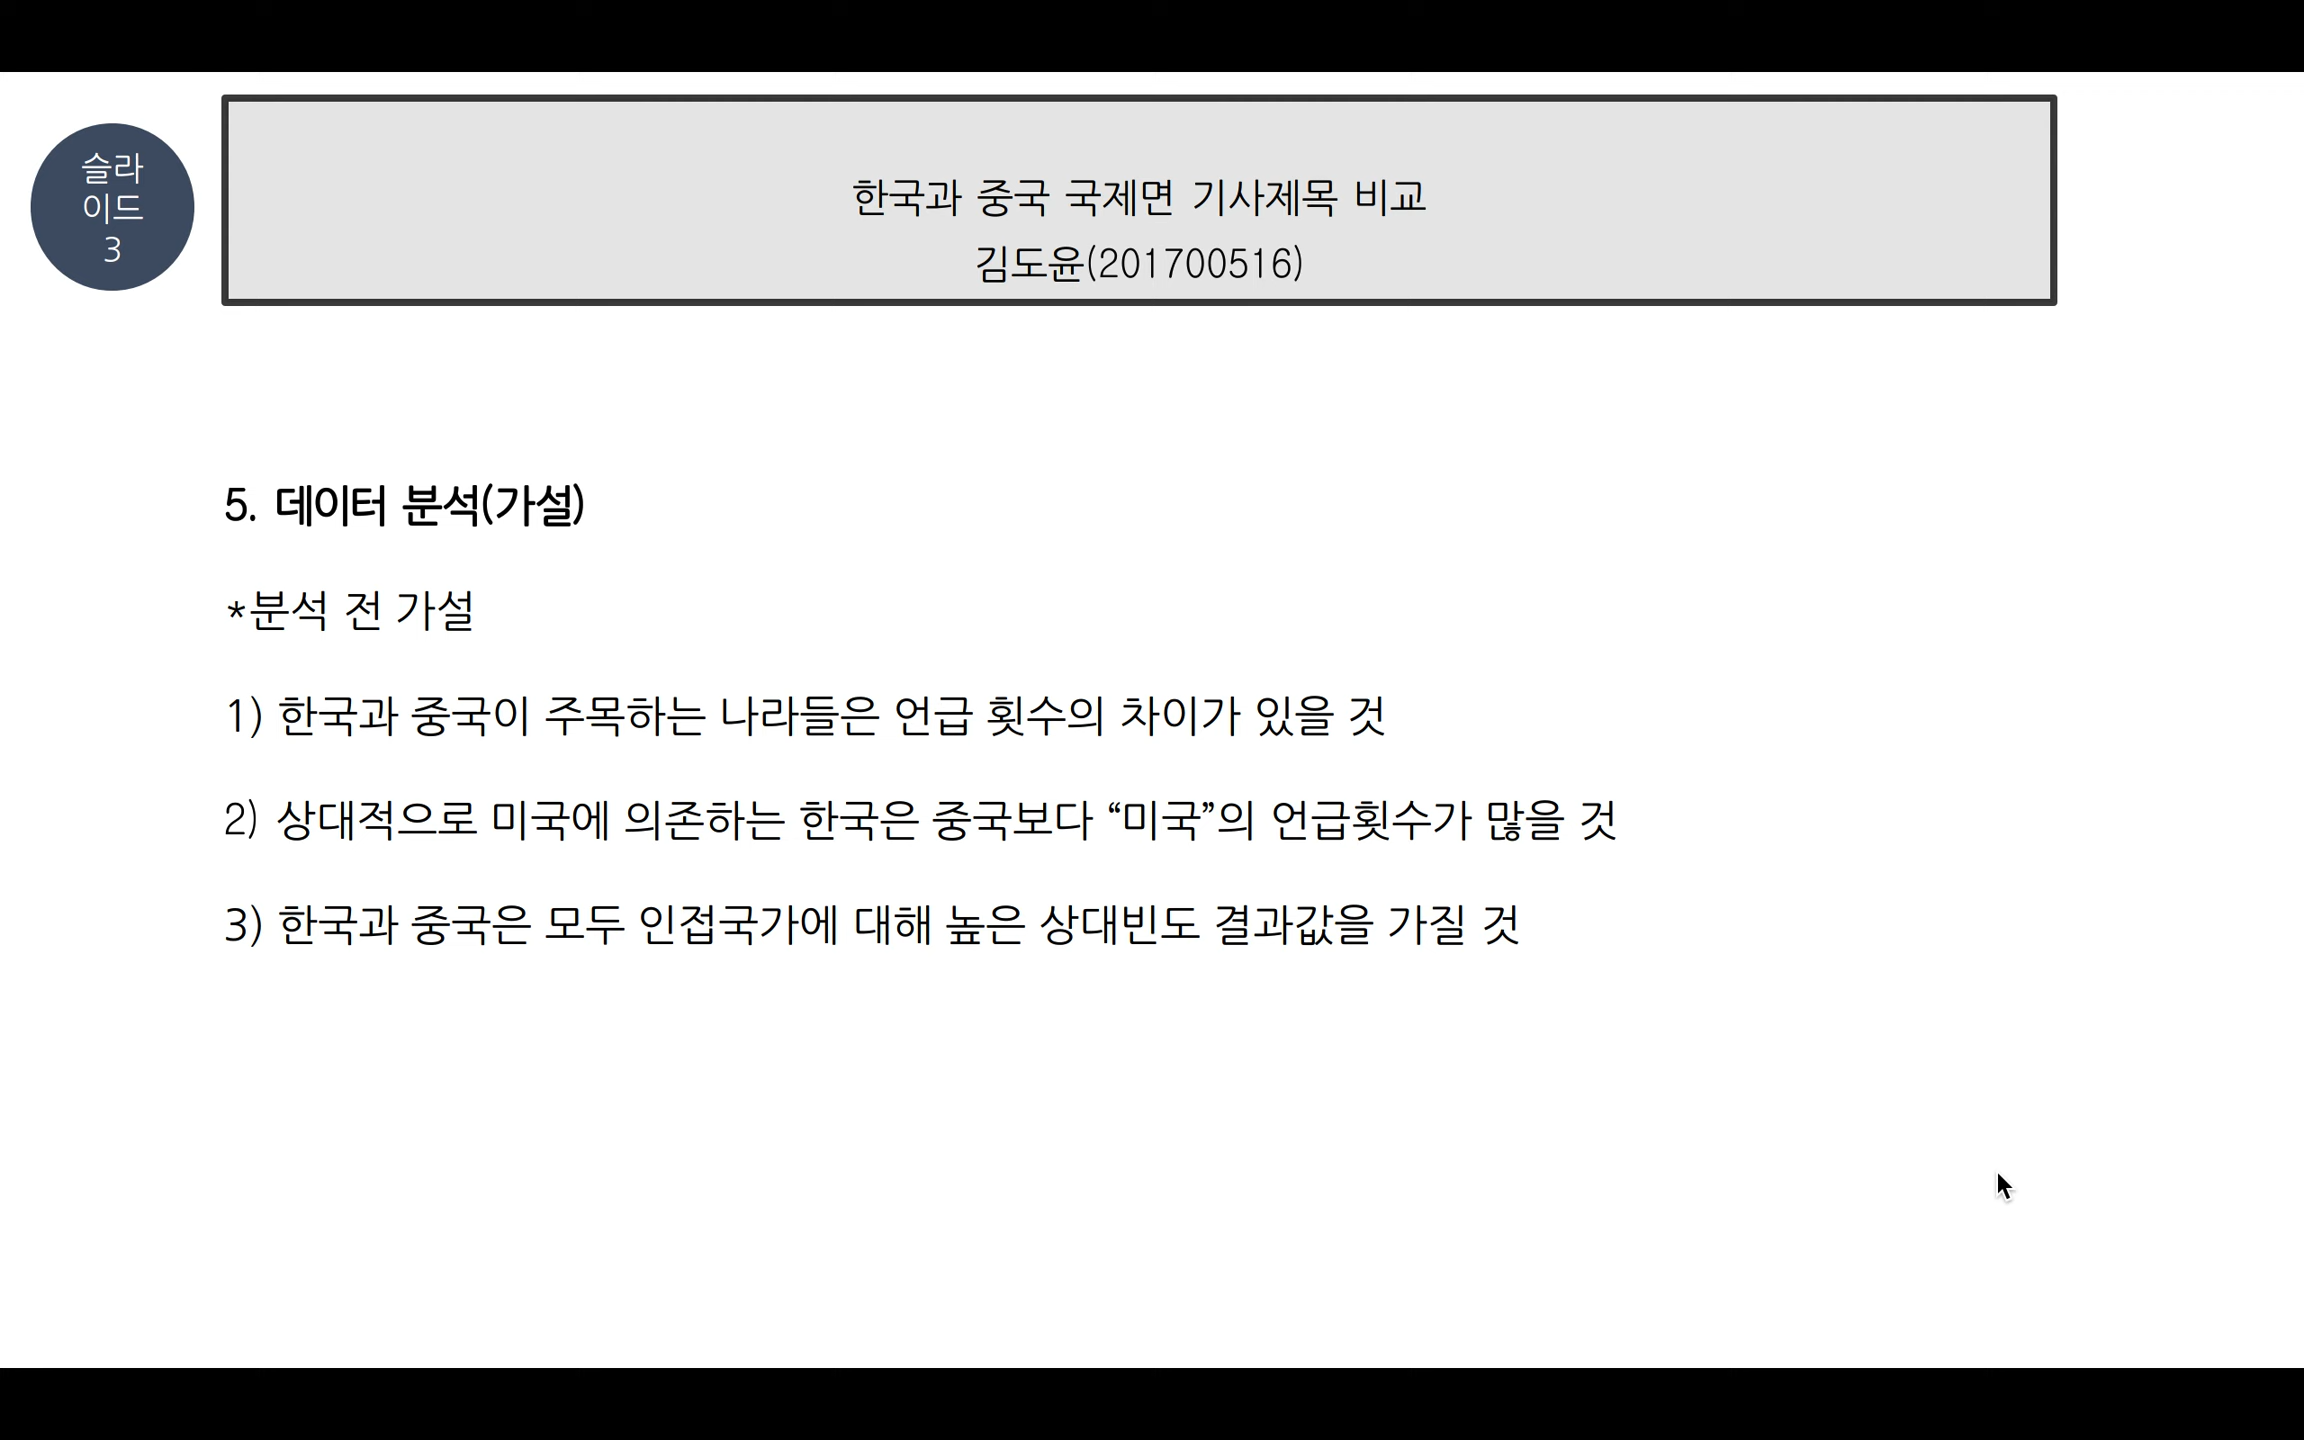 슬라
이드
3
한국과 중국 국제면 기사제목 비교
김도윤(201700516)
5. 데이터 분석(가설)
*분석 전 가설
1) 한국과 중국이 주목하는 나라들은 언급 횟수의 차이가 있을 것
2) 상대적으로 미국에 의존하는 한국은 중국보다 “미국”의 언급횟수가 많을 것
3) 한국과 중국은 모두 인접국가에 대해 높은 상대빈도 결과값을 가질 것